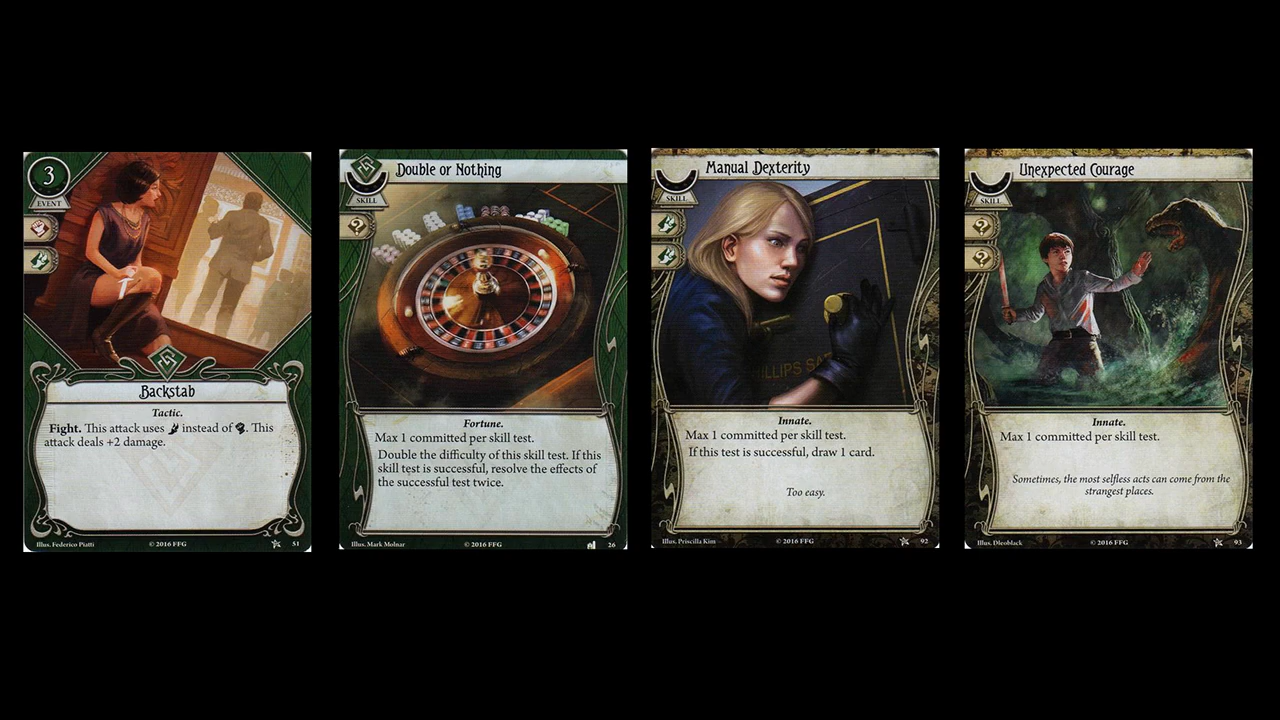 3
EVENT
Backstab
Tactic.
Fight. This attack uses instead of . This
attack deals +2 damage.
Illus. Federico Piatti © 2016 FFG 51
Double or Nothing
SKILL
?
Fortune.
Max 1 committed per skill test.
Double the difficulty of this skill test. If this
skill test is successful, resolve the effects of
the successful test twice.
Illus. Mark Molnar © 2016 FFG 26
Manual Dexterity
SKILL
PHILLIPS
Innate.
Max 1 committed per skill test.
If this test is successful, draw 1 card.
Too easy.
Illus. Priscilla Kim © 2016 FFG 92
Unexpected Courage
SKILL
?
?
Innate.
Max 1 committed per skill test.
Sometimes, the most selfless acts can come from the
strangest places.
Illus. Dleoblack © 2016 FFG 93